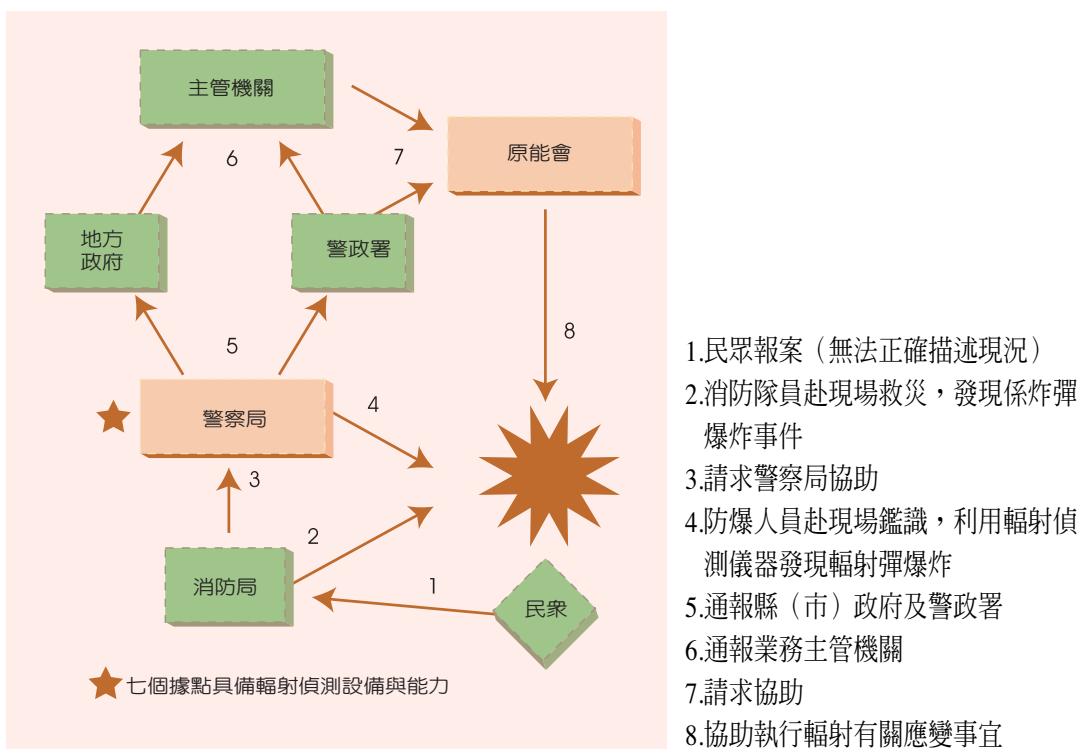 主管機關
原能會
6
7
地方
政府
警政署
5
8
警察局
4
3
2
消防局
1
民衆
七個據點具備輻射偵測設備與能力
1.民眾報案（無法正確描述現況）
2.消防隊員赴現場救災，發現係炸彈
爆炸事件
3.請求警察局協助
4.防爆人員赴現場鑑識，利用輻射偵
測儀器發現輻射彈爆炸
5.通報縣（市）政府及警政署
6.通報業務主管機關
7.請求協助
8.協助執行輻射有關應變事宜